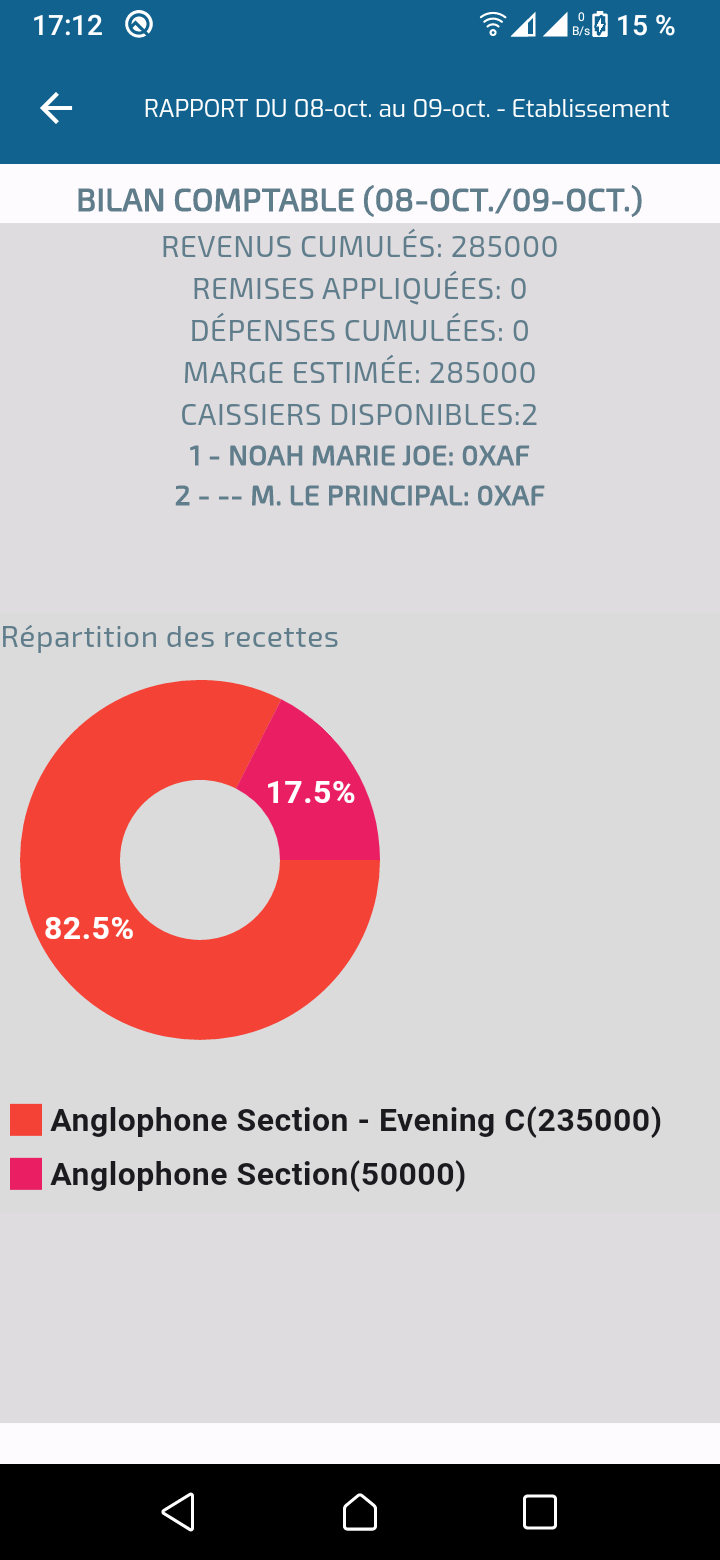 17:12
0 B/s
15 %
RAPPORT DU 08-oct. au 09-oct. - Etablissement
BILAN COMPTABLE (08-OCT./09-OCT.)
REVENUS CUMULÉS: 285000
REMISES APPLIQUÉES: 0
DÉPENSES CUMULÉES: 0
MARGE ESTIMÉE: 285000
CAISSIERS DISPONIBLES:2
1 - NOAH MARIE JOE: 0XAF
2 - -- M. LE PRINCIPAL: 0XAF
Répartition des recettes
17.5%
82.5%
Anglophone Section - Evening C(235000)
Anglophone Section(50000)